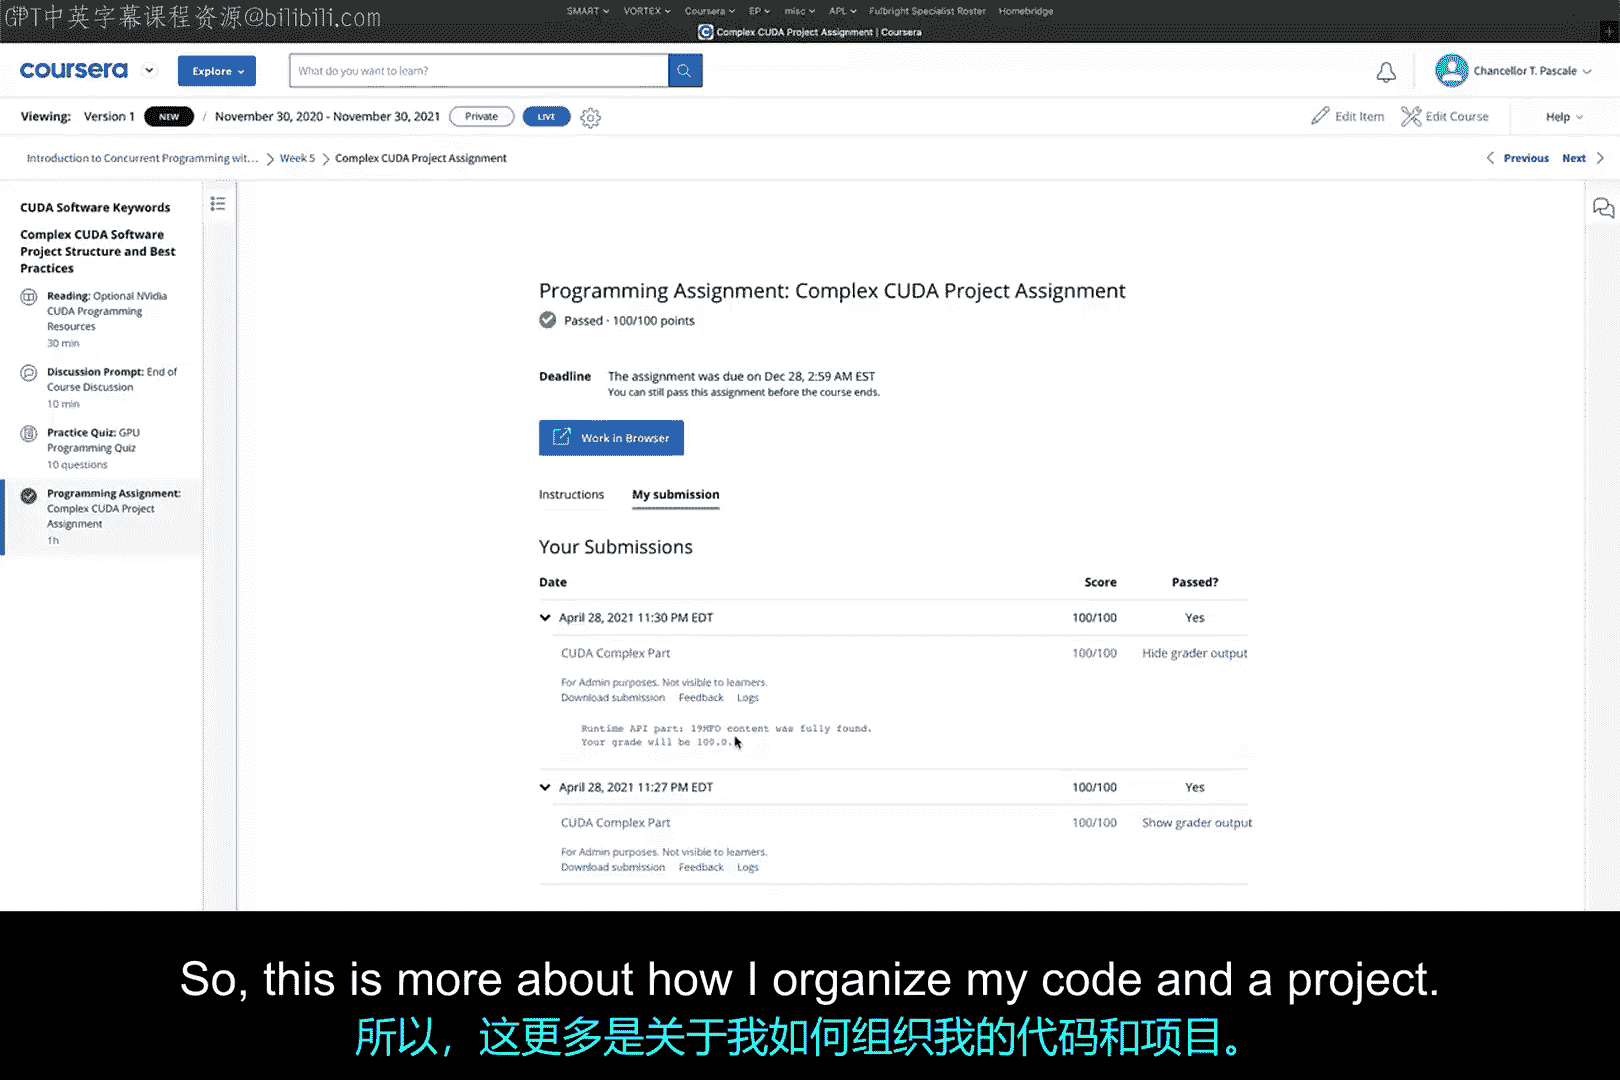 GPT中英字幕课程资源@bilibili.com
SMART VORTEX Coursera EP misc APL Fulbright Specialist Roster Homebridge
Complex CUDA Project Assignment | Coursera
coursera Explore What do you want to learn? Chancellor T. Pascale
Viewing: Version 1 NEW / November 30, 2020 - November 30, 2021 Private LIVE Edit Item Edit Course Help
Introduction to Concurrent Programming wit... Week 5 Complex CUDA Project Assignment Previous Next
CUDA Software Keywords
Complex CUDA Software
Project Structure and Best
Practices
Reading: Optional NVidia
CUDA Programming
Resources
30 min
Discussion Prompt: End of
Course Discussion
10 min
Practice Quiz: GPU
Programming Quiz
10 questions
Programming Assignment:
Complex CUDA Project
Assignment
1h
Programming Assignment: Complex CUDA Project Assignment
Passed · 100/100 points
Deadline The assignment was due on Dec 28, 2:59 AM EST
You can still pass this assignment before the course ends.
Work in Browser
Instructions My submission
Your Submissions
Date Score Passed?
April 28, 2021 11:30 PM EDT 100/100 Yes
CUDA Complex Part 100/100 Hide grader output
For Admin purposes. Not visible to learners.
Download submission Feedback Logs
Runtime API part: 19MFO content was fully found.
Your grade will be 100.0.
April 28, 2021 11:27 PM EDT 100/100 Yes
CUDA Complex Part 100/100 Show grader output
For Admin purposes. Not visible to learners.
Download submission Feedback Logs
So, this is more about how I organize my code and a project.
所以，这更多是关于我如何组织我的代码和项目。